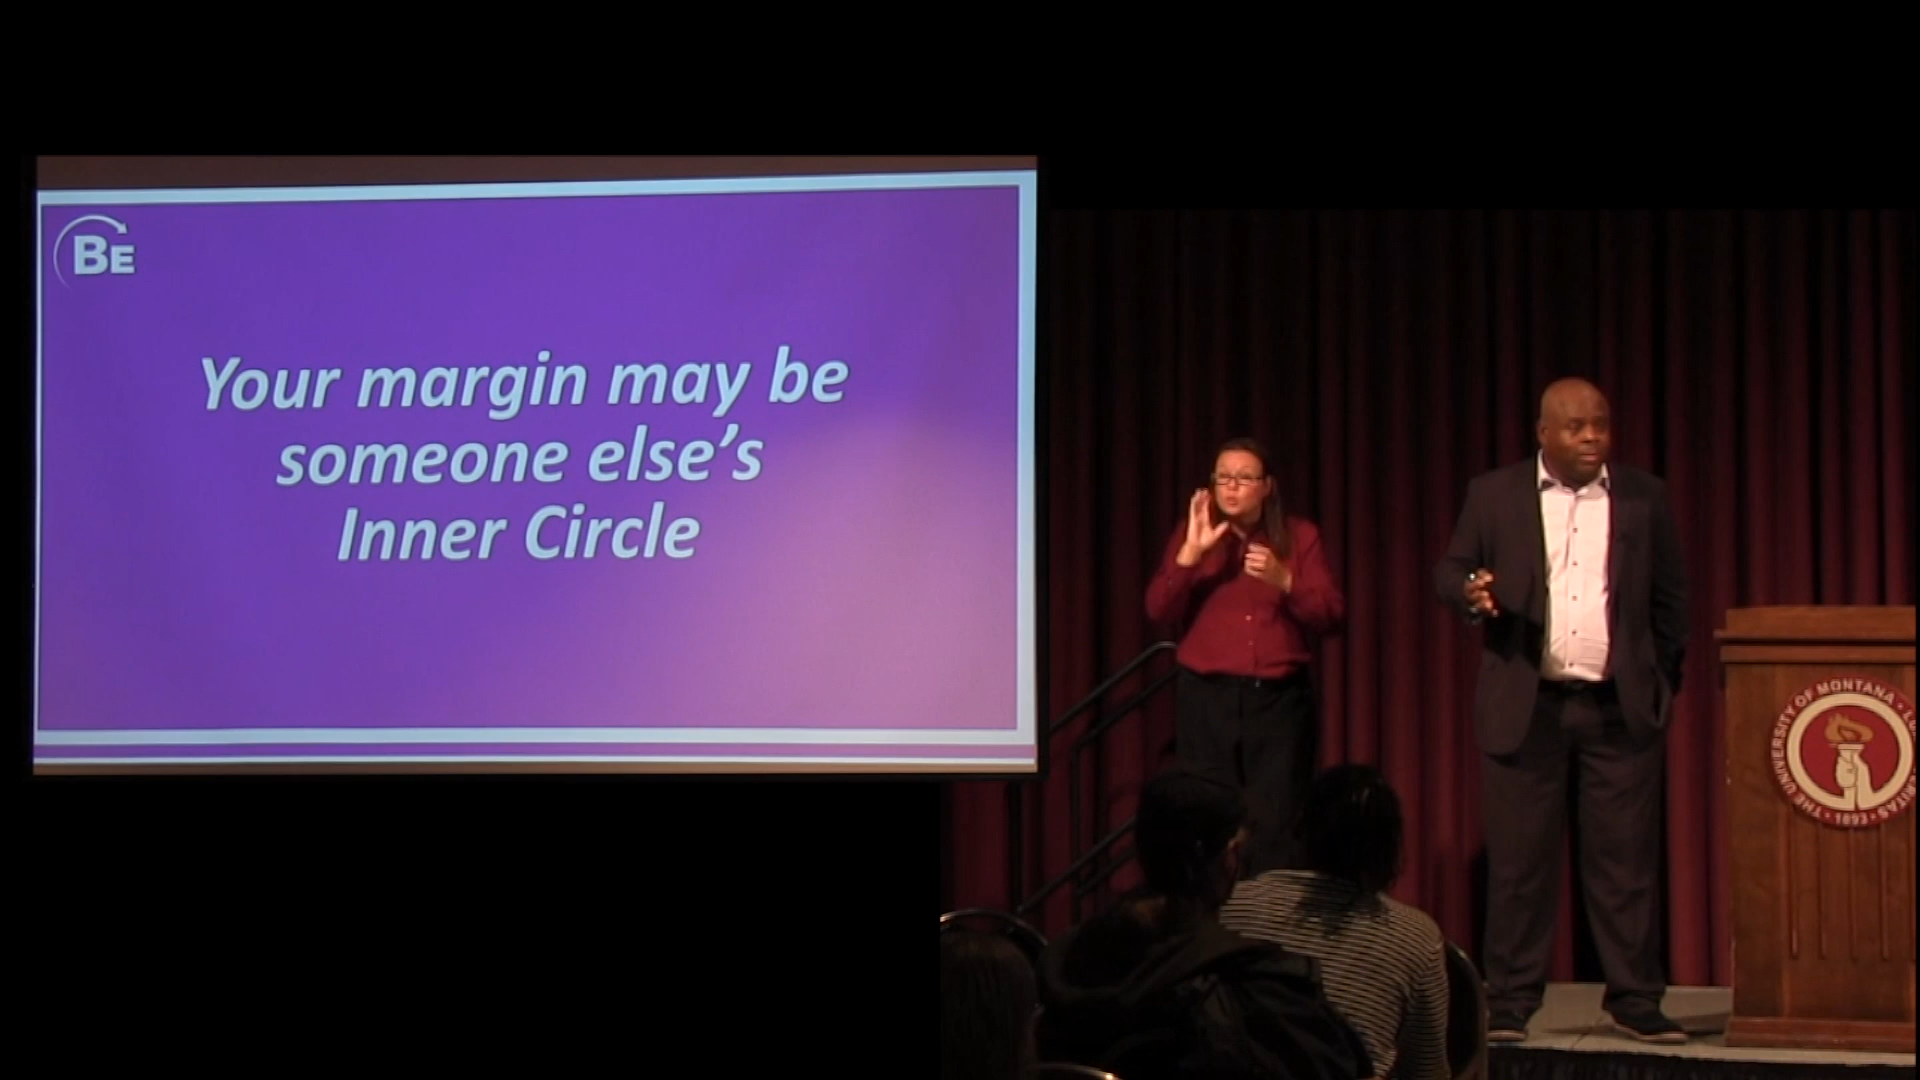 BE
Your margin may be
someone else's
Inner Circle
THE UNIVERSITY OF MONTANA
1893